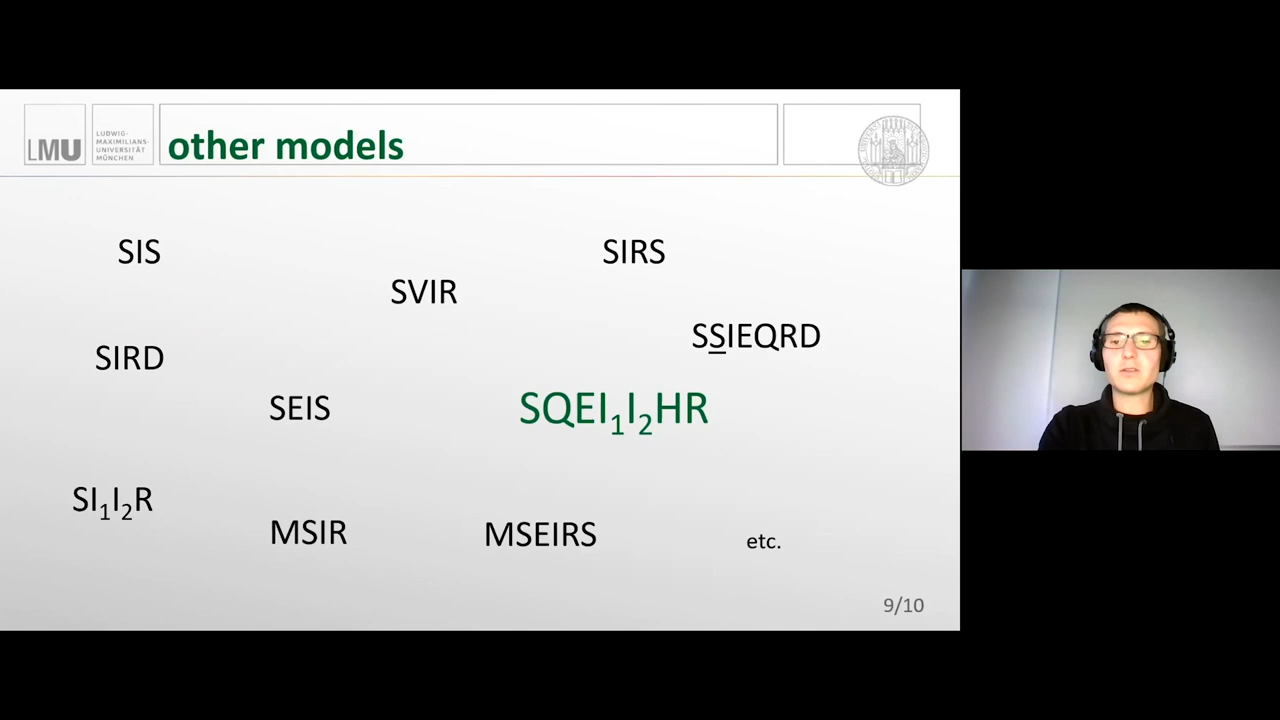 LMU
LUDWIG-
MAXIMILIANS-
UNIVERSITÄT
MÜNCHEN
other models
SIS
SIRS
SVIR
SSIEQRD
SIRD
SEIS
SQEI₁I₂HR
SI₁I₂R
MSIR
MSEIRS
etc.
9/10